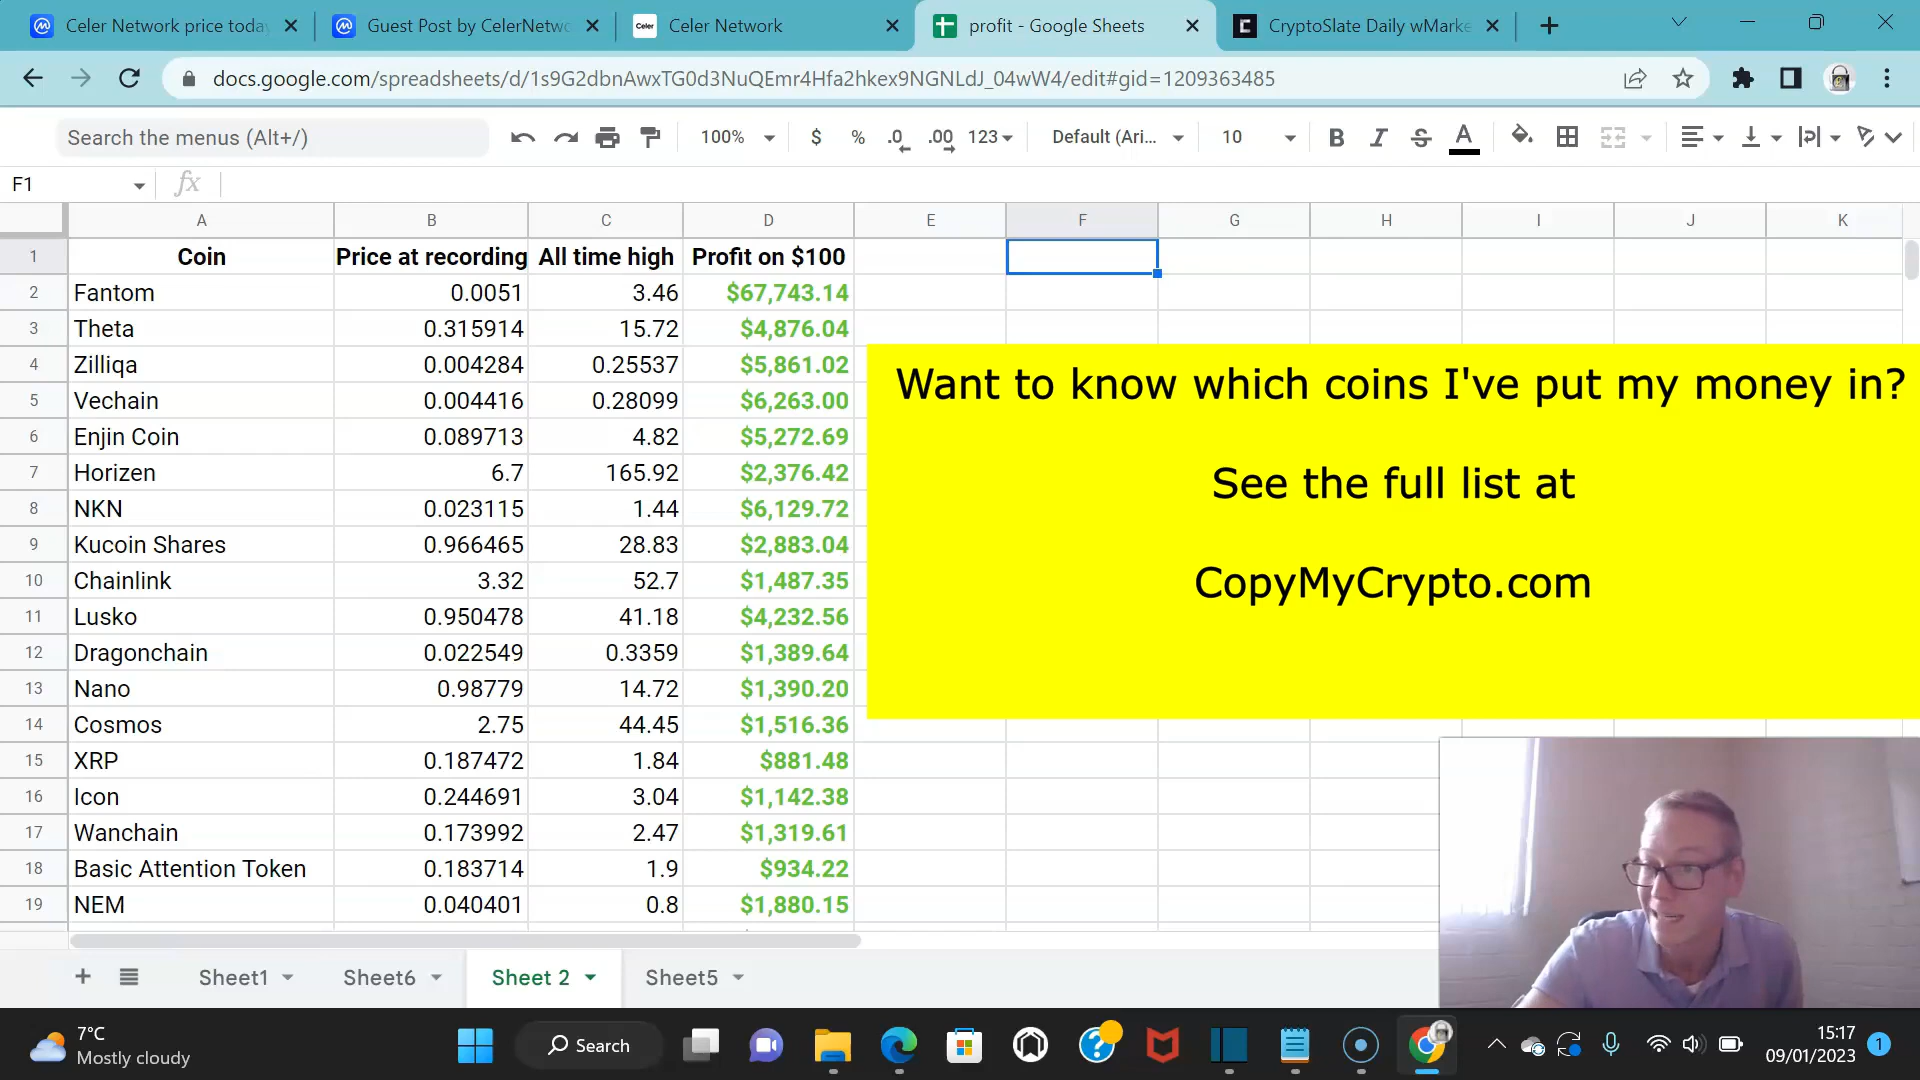 Celer Network price today
Guest Post by CelerNetwo
Celer
Celer Network
profit - Google Sheets
CryptoSlate Daily wMarke
docs.google.com/spreadsheets/d/1s9G2dbnAwxTG0d3NuQEmr4Hfa2hkex9NGNLdJ_04wW4/edit#gid=1209363485
Search the menus (Alt+/)
100% $ % .0 .00 123 Default (Ari... 10 B I S A
F1 fx
A B C D E F G H I J K
1 Coin Price at recording All time high Profit on $100
2 Fantom 0.0051 3.46 $67,743.14
3 Theta 0.315914 15.72 $4,876.04
4 Zilliqa 0.004284 0.25537 $5,861.02
5 Vechain 0.004416 0.28099 $6,263.00
6 Enjin Coin 0.089713 4.82 $5,272.69
7 Horizen 6.7 165.92 $2,376.42
8 NKN 0.023115 1.44 $6,129.72
9 Kucoin Shares 0.966465 28.83 $2,883.04
10 Chainlink 3.32 52.7 $1,487.35
11 Lusko 0.950478 41.18 $4,232.56
12 Dragonchain 0.022549 0.3359 $1,389.64
13 Nano 0.98779 14.72 $1,390.20
14 Cosmos 2.75 44.45 $1,516.36
15 XRP 0.187472 1.84 $881.48
16 Icon 0.244691 3.04 $1,142.38
17 Wanchain 0.173992 2.47 $1,319.61
18 Basic Attention Token 0.183714 1.9 $934.22
19 NEM 0.040401 0.8 $1,880.15
Want to know which coins I've put my money in?
See the full list at
CopyMyCrypto.com
Sheet1 Sheet6 Sheet 2 Sheet5
7°C
Mostly cloudy
Search
15:17
09/01/2023
1